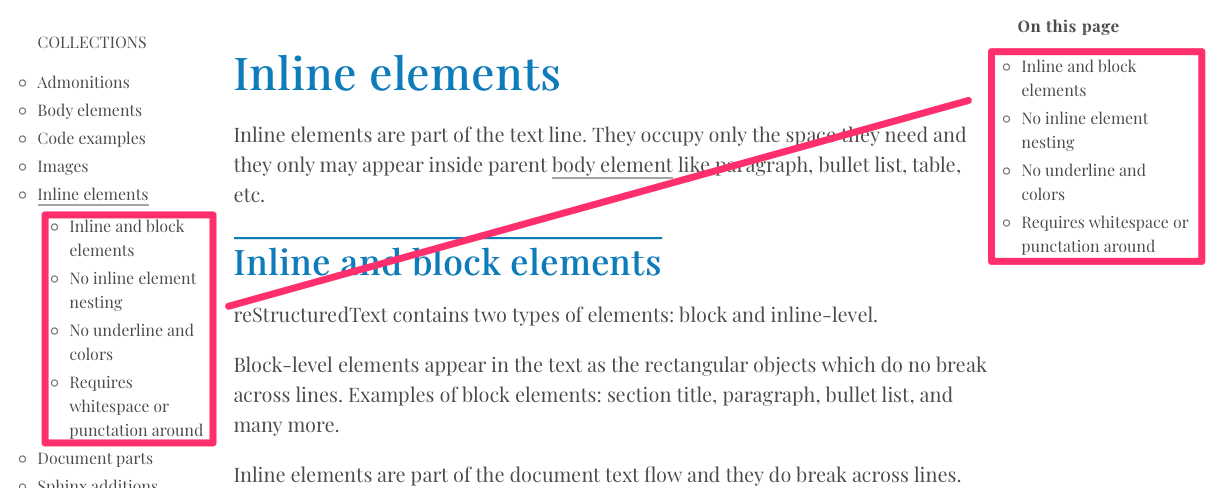 COLLECTIONS
Admonitions
Body elements
Code examples
Images
Inline elements
Inline and block
elements
No inline element
nesting
No underline and
colors
Requires
whitespace or
punctation around
Document parts
Sphinx additions
Inline elements
Inline elements are part of the text line. They occupy only the space they need and
they only may appear inside parent body element like paragraph, bullet list, table,
etc.
Inline and block elements
reStructuredText contains two types of elements: block and inline-level.
Block-level elements appear in the text as the rectangular objects which do no break
across lines. Examples of block elements: section title, paragraph, bullet list, and
many more.
Inline elements are part of the document text flow and they do break across lines.
On this page
Inline and block
elements
No inline element
nesting
No underline and
colors
Requires whitespace or
punctation around